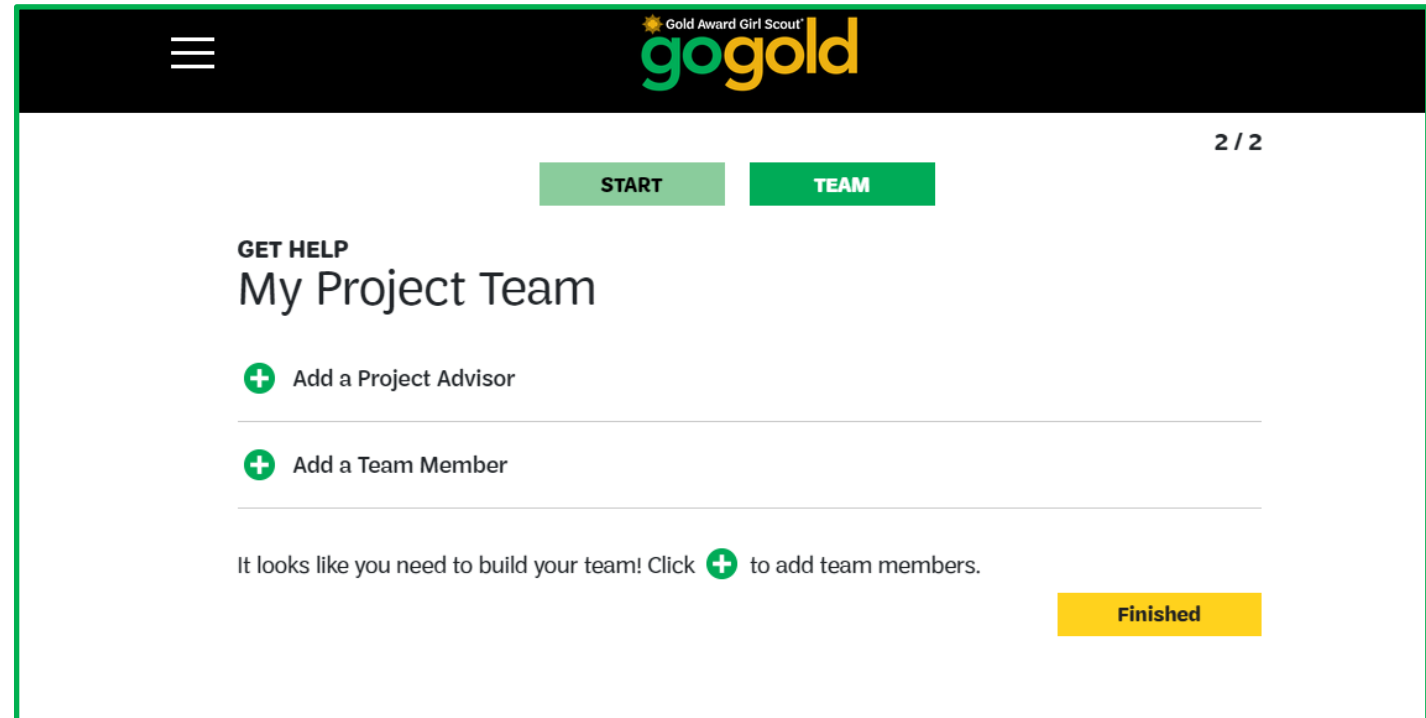 Gold Award Girl Scout
gogold
2 / 2
START
TEAM
GET HELP
My Project Team
Add a Project Advisor
Add a Team Member
It looks like you need to build your team! Click to add team members.
Finished